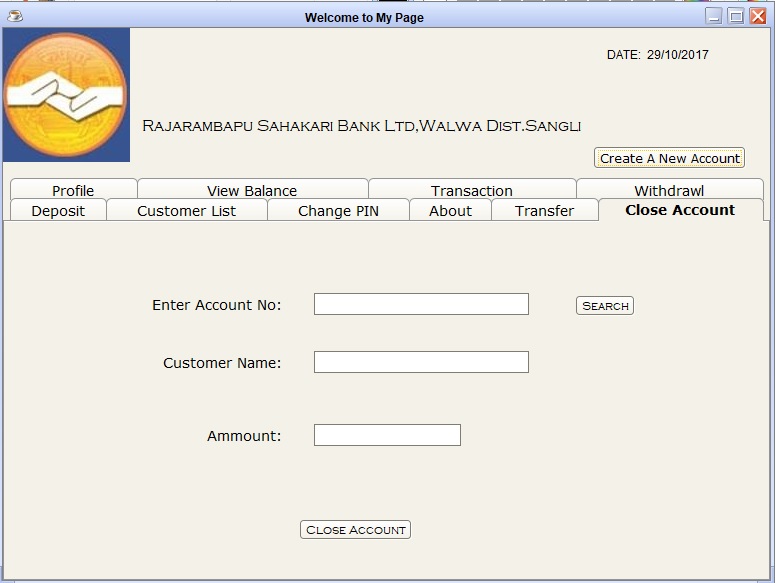 Welcome to My Page
DATE: 29/10/2017
Rajarambapu Sahakari Bank Ltd,Walwa Dist.Sangli
Create A New Account
Profile View Balance Transaction Withdrawl
Deposit Customer List Change PIN About Transfer Close Account
Enter Account No: Search
Customer Name:
Ammount:
Close Account